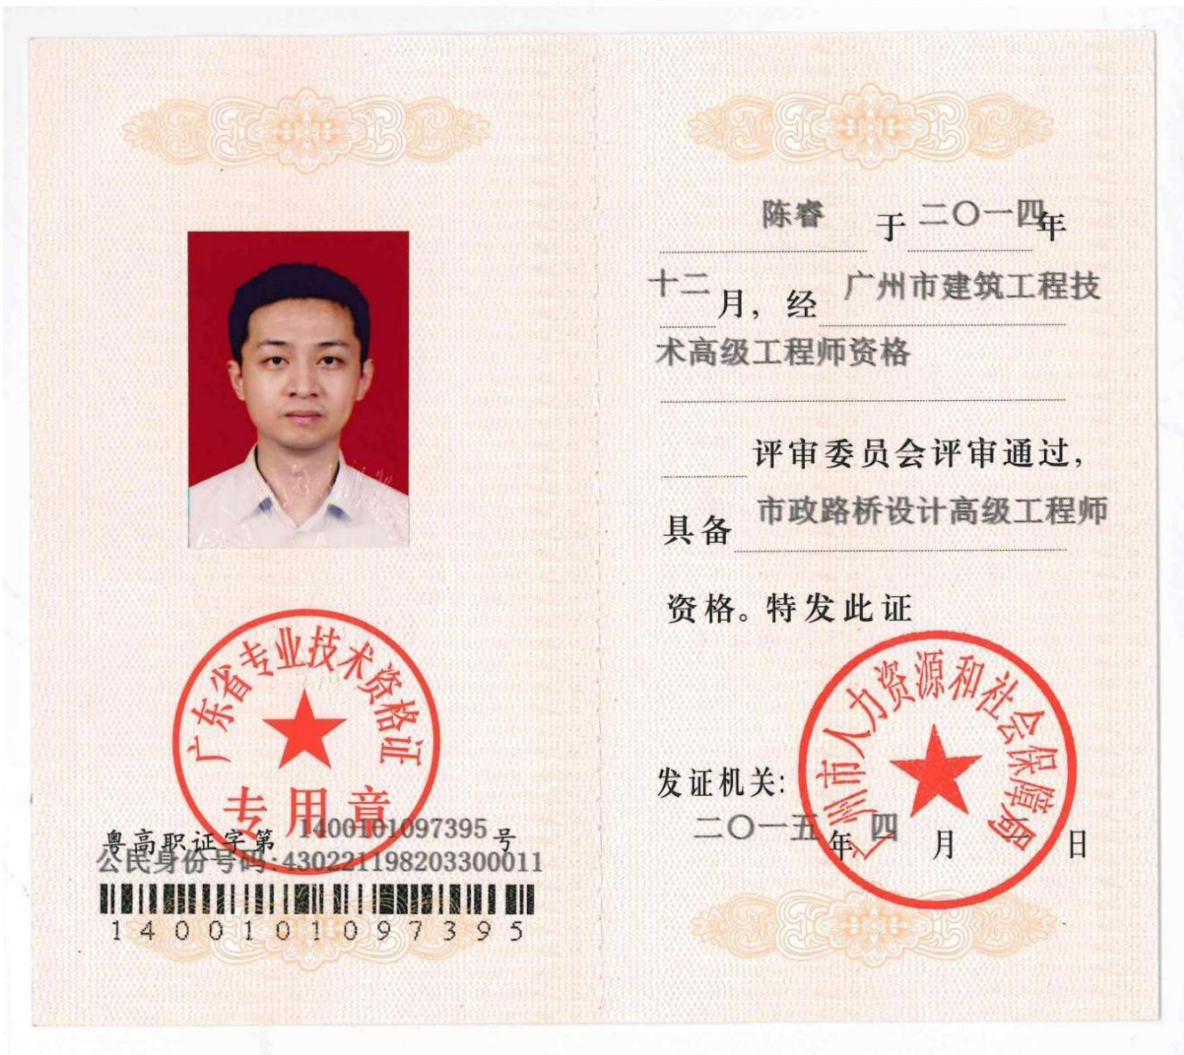 广东省专业技术资格证
专用章
粤高职证字第 1400101097395 号
公民身份号码:430221198203300011
1400101097395
陈睿 于 二〇一四年
十二月，经 广州市建筑工程技
术高级工程师资格
评审委员会评审通过，
具备 市政路桥设计高级工程师
资格。特发此证
广州市人力资源和社会保障局
发证机关：
二〇一五年 四 月 日